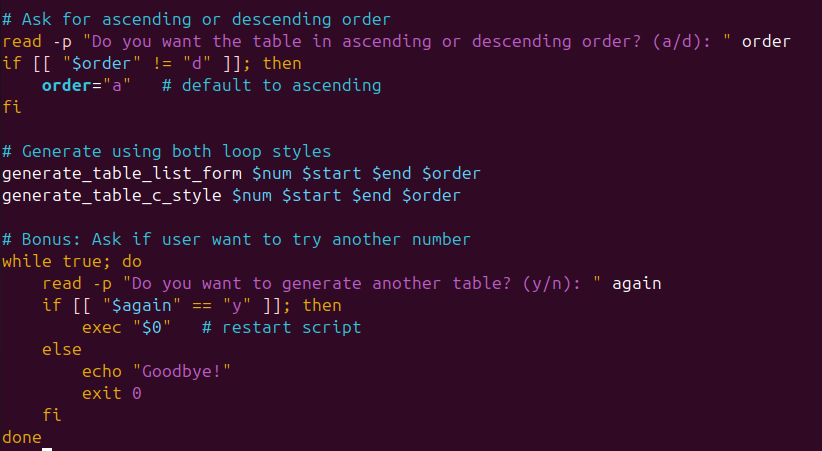 # Ask for ascending or descending order
read -p "Do you want the table in ascending or descending order? (a/d): " order
if [[ "$order" != "d" ]]; then
    order="a"   # default to ascending
fi

# Generate using both loop styles
generate_table_list_form $num $start $end $order
generate_table_c_style $num $start $end $order

# Bonus: Ask if user want to try another number
while true; do
    read -p "Do you want to generate another table? (y/n): " again
    if [[ "$again" == "y" ]]; then
        exec "$0"   # restart script
    else
        echo "Goodbye!"
        exit 0
    fi
done